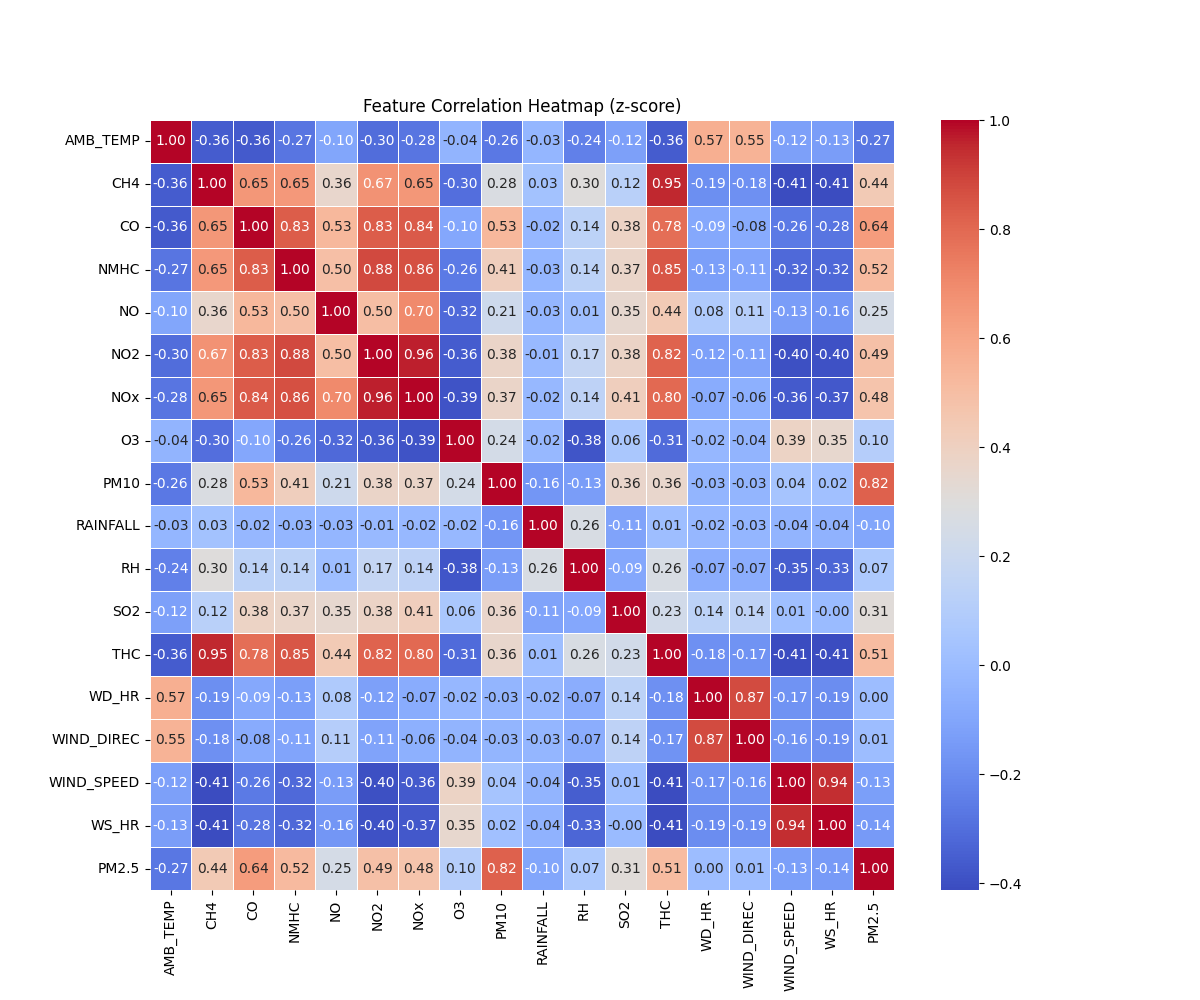 Feature Correlation Heatmap (z-score)
AMB_TEMP 1.00 -0.36 -0.36 -0.27 -0.10 -0.30 -0.28 -0.04 -0.26 -0.03 -0.24 -0.12 -0.36 0.57 0.55 -0.12 -0.13 -0.27
CH4 -0.36 1.00 0.65 0.65 0.36 0.67 0.65 -0.30 0.28 0.03 0.30 0.12 0.95 -0.19 -0.18 -0.41 -0.41 0.44
CO -0.36 0.65 1.00 0.83 0.53 0.83 0.84 -0.10 0.53 -0.02 0.14 0.38 0.78 -0.09 -0.08 -0.26 -0.28 0.64
NMHC -0.27 0.65 0.83 1.00 0.50 0.88 0.86 -0.26 0.41 -0.03 0.14 0.37 0.85 -0.13 -0.11 -0.32 -0.32 0.52
NO -0.10 0.36 0.53 0.50 1.00 0.50 0.70 -0.32 0.21 -0.03 0.01 0.35 0.44 0.08 0.11 -0.13 -0.16 0.25
NO2 -0.30 0.67 0.83 0.88 0.50 1.00 0.96 -0.36 0.38 -0.01 0.17 0.38 0.82 -0.12 -0.11 -0.40 -0.40 0.49
NOx -0.28 0.65 0.84 0.86 0.70 0.96 1.00 -0.39 0.37 -0.02 0.14 0.41 0.80 -0.07 -0.06 -0.36 -0.37 0.48
O3 -0.04 -0.30 -0.10 -0.26 -0.32 -0.36 -0.39 1.00 0.24 -0.02 -0.38 0.06 -0.31 -0.02 -0.04 0.39 0.35 0.10
PM10 -0.26 0.28 0.53 0.41 0.21 0.38 0.37 0.24 1.00 -0.16 -0.13 0.36 0.36 -0.03 -0.03 0.04 0.02 0.82
RAINFALL -0.03 0.03 -0.02 -0.03 -0.03 -0.01 -0.02 -0.02 -0.16 1.00 0.26 -0.11 0.01 -0.02 -0.03 -0.04 -0.04 -0.10
RH -0.24 0.30 0.14 0.14 0.01 0.17 0.14 -0.38 -0.13 0.26 1.00 -0.09 0.26 -0.07 -0.07 -0.35 -0.33 0.07
SO2 -0.12 0.12 0.38 0.37 0.35 0.38 0.41 0.06 0.36 -0.11 -0.09 1.00 0.23 0.14 0.14 0.01 -0.00 0.31
THC -0.36 0.95 0.78 0.85 0.44 0.82 0.80 -0.31 0.36 0.01 0.26 0.23 1.00 -0.18 -0.17 -0.41 -0.41 0.51
WD_HR 0.57 -0.19 -0.09 -0.13 0.08 -0.12 -0.07 -0.02 -0.03 -0.02 -0.07 0.14 -0.18 1.00 0.87 -0.17 -0.19 0.00
WIND_DIREC 0.55 -0.18 -0.08 -0.11 0.11 -0.11 -0.06 -0.04 -0.03 -0.03 -0.07 0.14 -0.17 0.87 1.00 -0.16 -0.19 0.01
WIND_SPEED -0.12 -0.41 -0.26 -0.32 -0.13 -0.40 -0.36 0.39 0.04 -0.04 -0.35 0.01 -0.41 -0.17 -0.16 1.00 0.94 -0.13
WS_HR -0.13 -0.41 -0.28 -0.32 -0.16 -0.40 -0.37 0.35 0.02 -0.04 -0.33 -0.00 -0.41 -0.19 -0.19 0.94 1.00 -0.14
PM2.5 -0.27 0.44 0.64 0.52 0.25 0.49 0.48 0.10 0.82 -0.10 0.07 0.31 0.51 0.00 0.01 -0.13 -0.14 1.00
AMB_TEMP CH4 CO NMHC NO NO2 NOx O3 PM10 RAINFALL RH SO2 THC WD_HR WIND_DIREC WIND_SPEED WS_HR PM2.5
1.0
0.8
0.6
0.4
0.2
0.0
−0.2
−0.4